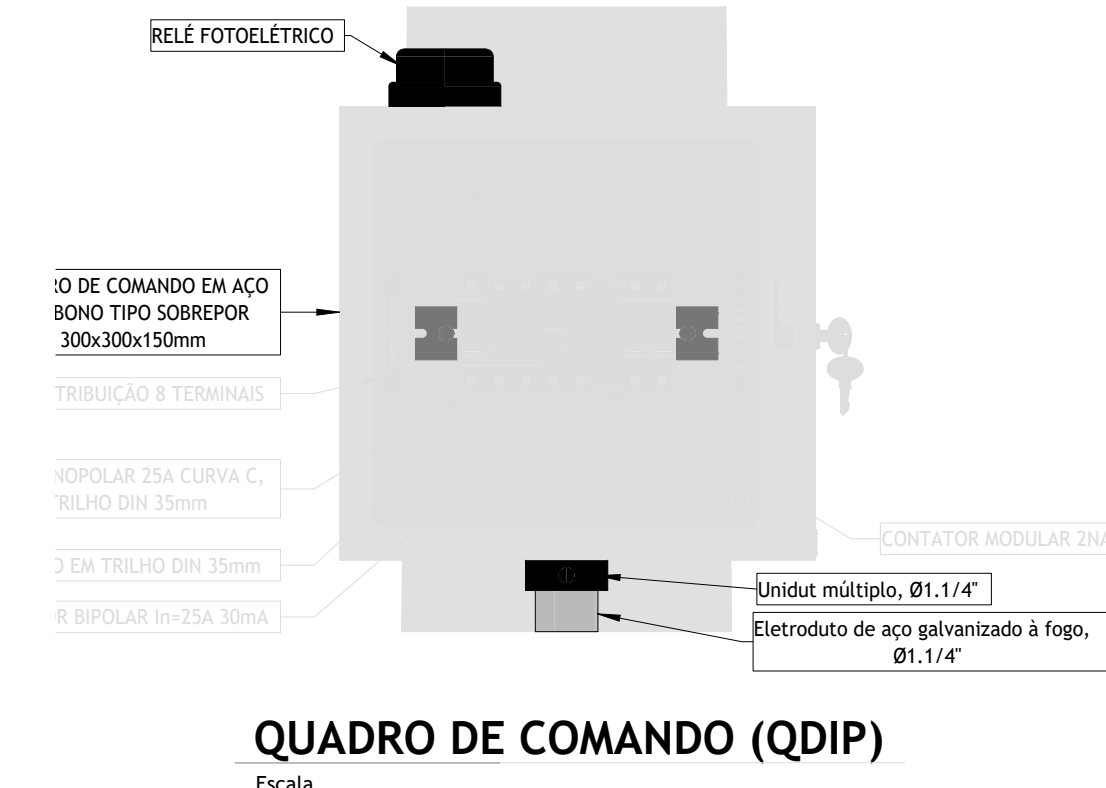 RELÉ FOTOELÉTRICO
RO DE COMANDO EM AÇO
BONO TIPO SOBREPOR
300x300x150mm
TRIBUIÇÃO 8 TERMINAIS
NOPOLAR 25A CURVA C,
TRILHO DIN 35mm
O EM TRILHO DIN 35mm
OR BIPOLAR In=25A 30mA
CONTATOR MODULAR 2NA
Unidut múltiplo, Ø1.1/4"
Eletroduto de aço galvanizado à fogo,
Ø1.1/4"
QUADRO DE COMANDO (QDIP)
Escala